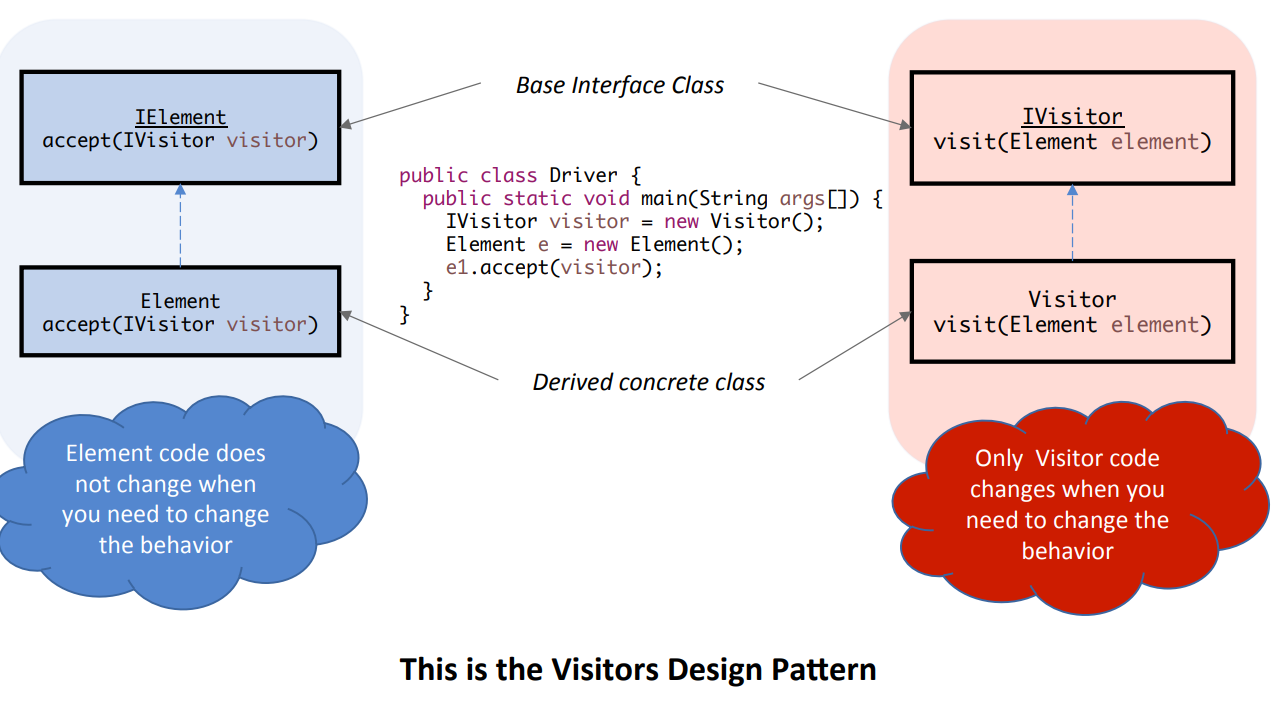 Base Interface Class
IElement
accept(IVisitor visitor)
IVisitor
visit(Element element)
public class Driver {
public static void main(String args[]) {
IVisitor visitor = new Visitor();
Element e = new Element();
e1.accept(visitor);
}
}
Element
accept(IVisitor visitor)
Visitor
visit(Element element)
Derived concrete class
Element code does
not change when
you need to change
the behavior
Only Visitor code
changes when you
need to change the
behavior
This is the Visitors Design Pattern